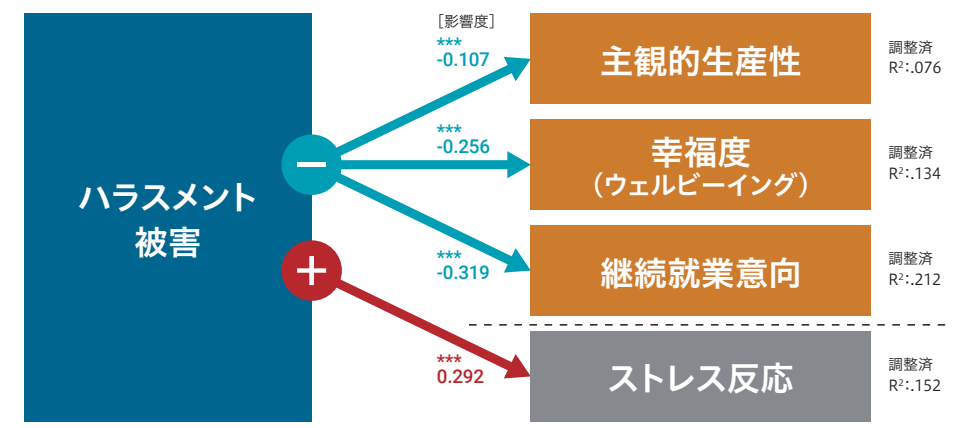 ハラスメント
被害
−
+
[影響度]
***
-0.107
主観的生産性
調整済
R²:.076
***
-0.256
幸福度
(ウェルビーイング)
調整済
R²:.134
***
-0.319
継続就業意向
調整済
R²:.212
***
0.292
ストレス反応
調整済
R²:.152